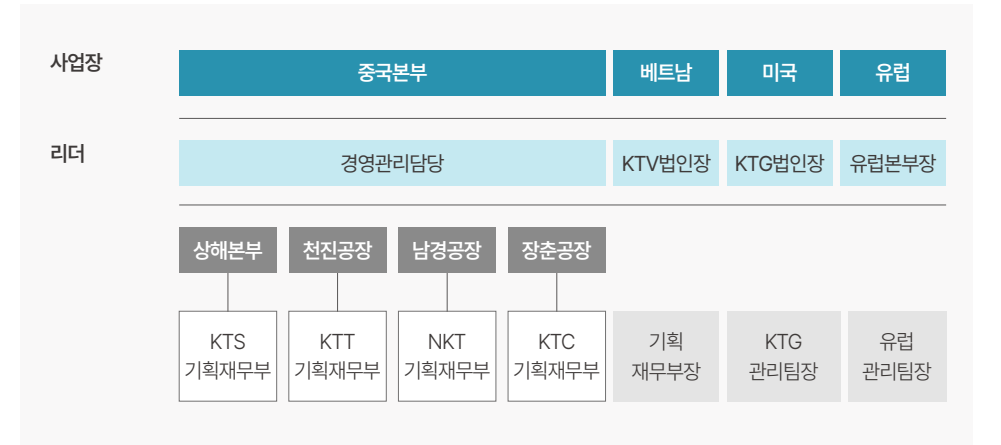 사업장
중국본부 베트남 미국 유럽
리더
경영관리담당 KTV법인장 KTG법인장 유럽본부장
상해본부 천진공장 남경공장 장춘공장
KTS KTT NKT KTC 기획 KTG 유럽
기획재무부 기획재무부 기획재무부 기획재무부 재무부장 관리팀장 관리팀장